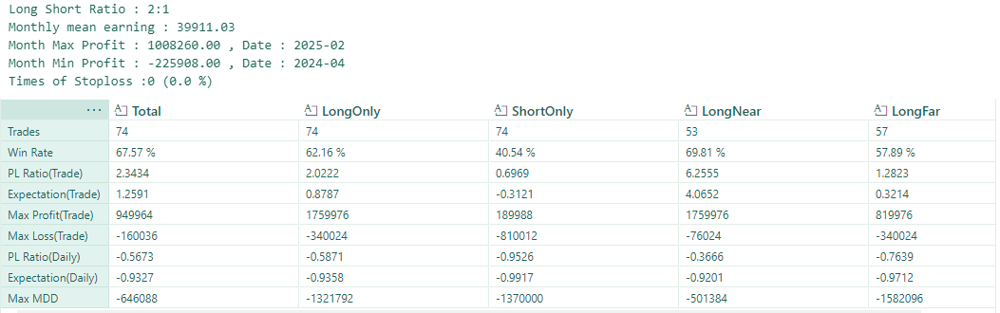 Long Short Ratio : 2:1
Monthly mean earning : 39911.03
Month Max Profit : 1008260.00 , Date : 2025-02
Month Min Profit : -225908.00 , Date : 2024-04
Times of Stoploss :0 (0.0 %)
... Total LongOnly ShortOnly LongNear LongFar
Trades 74 74 74 53 57
Win Rate 67.57 % 62.16 % 40.54 % 69.81 % 57.89 %
PL Ratio(Trade) 2.3434 2.0222 0.6969 6.2555 1.2823
Expectation(Trade) 1.2591 0.8787 -0.3121 4.0652 0.3214
Max Profit(Trade) 949964 1759976 189988 1759976 819976
Max Loss(Trade) -160036 -340024 -810012 -76024 -340024
PL Ratio(Daily) -0.5673 -0.5871 -0.9526 -0.3666 -0.7639
Expectation(Daily) -0.9327 -0.9358 -0.9917 -0.9201 -0.9712
Max MDD -646088 -1321792 -1370000 -501384 -1582096